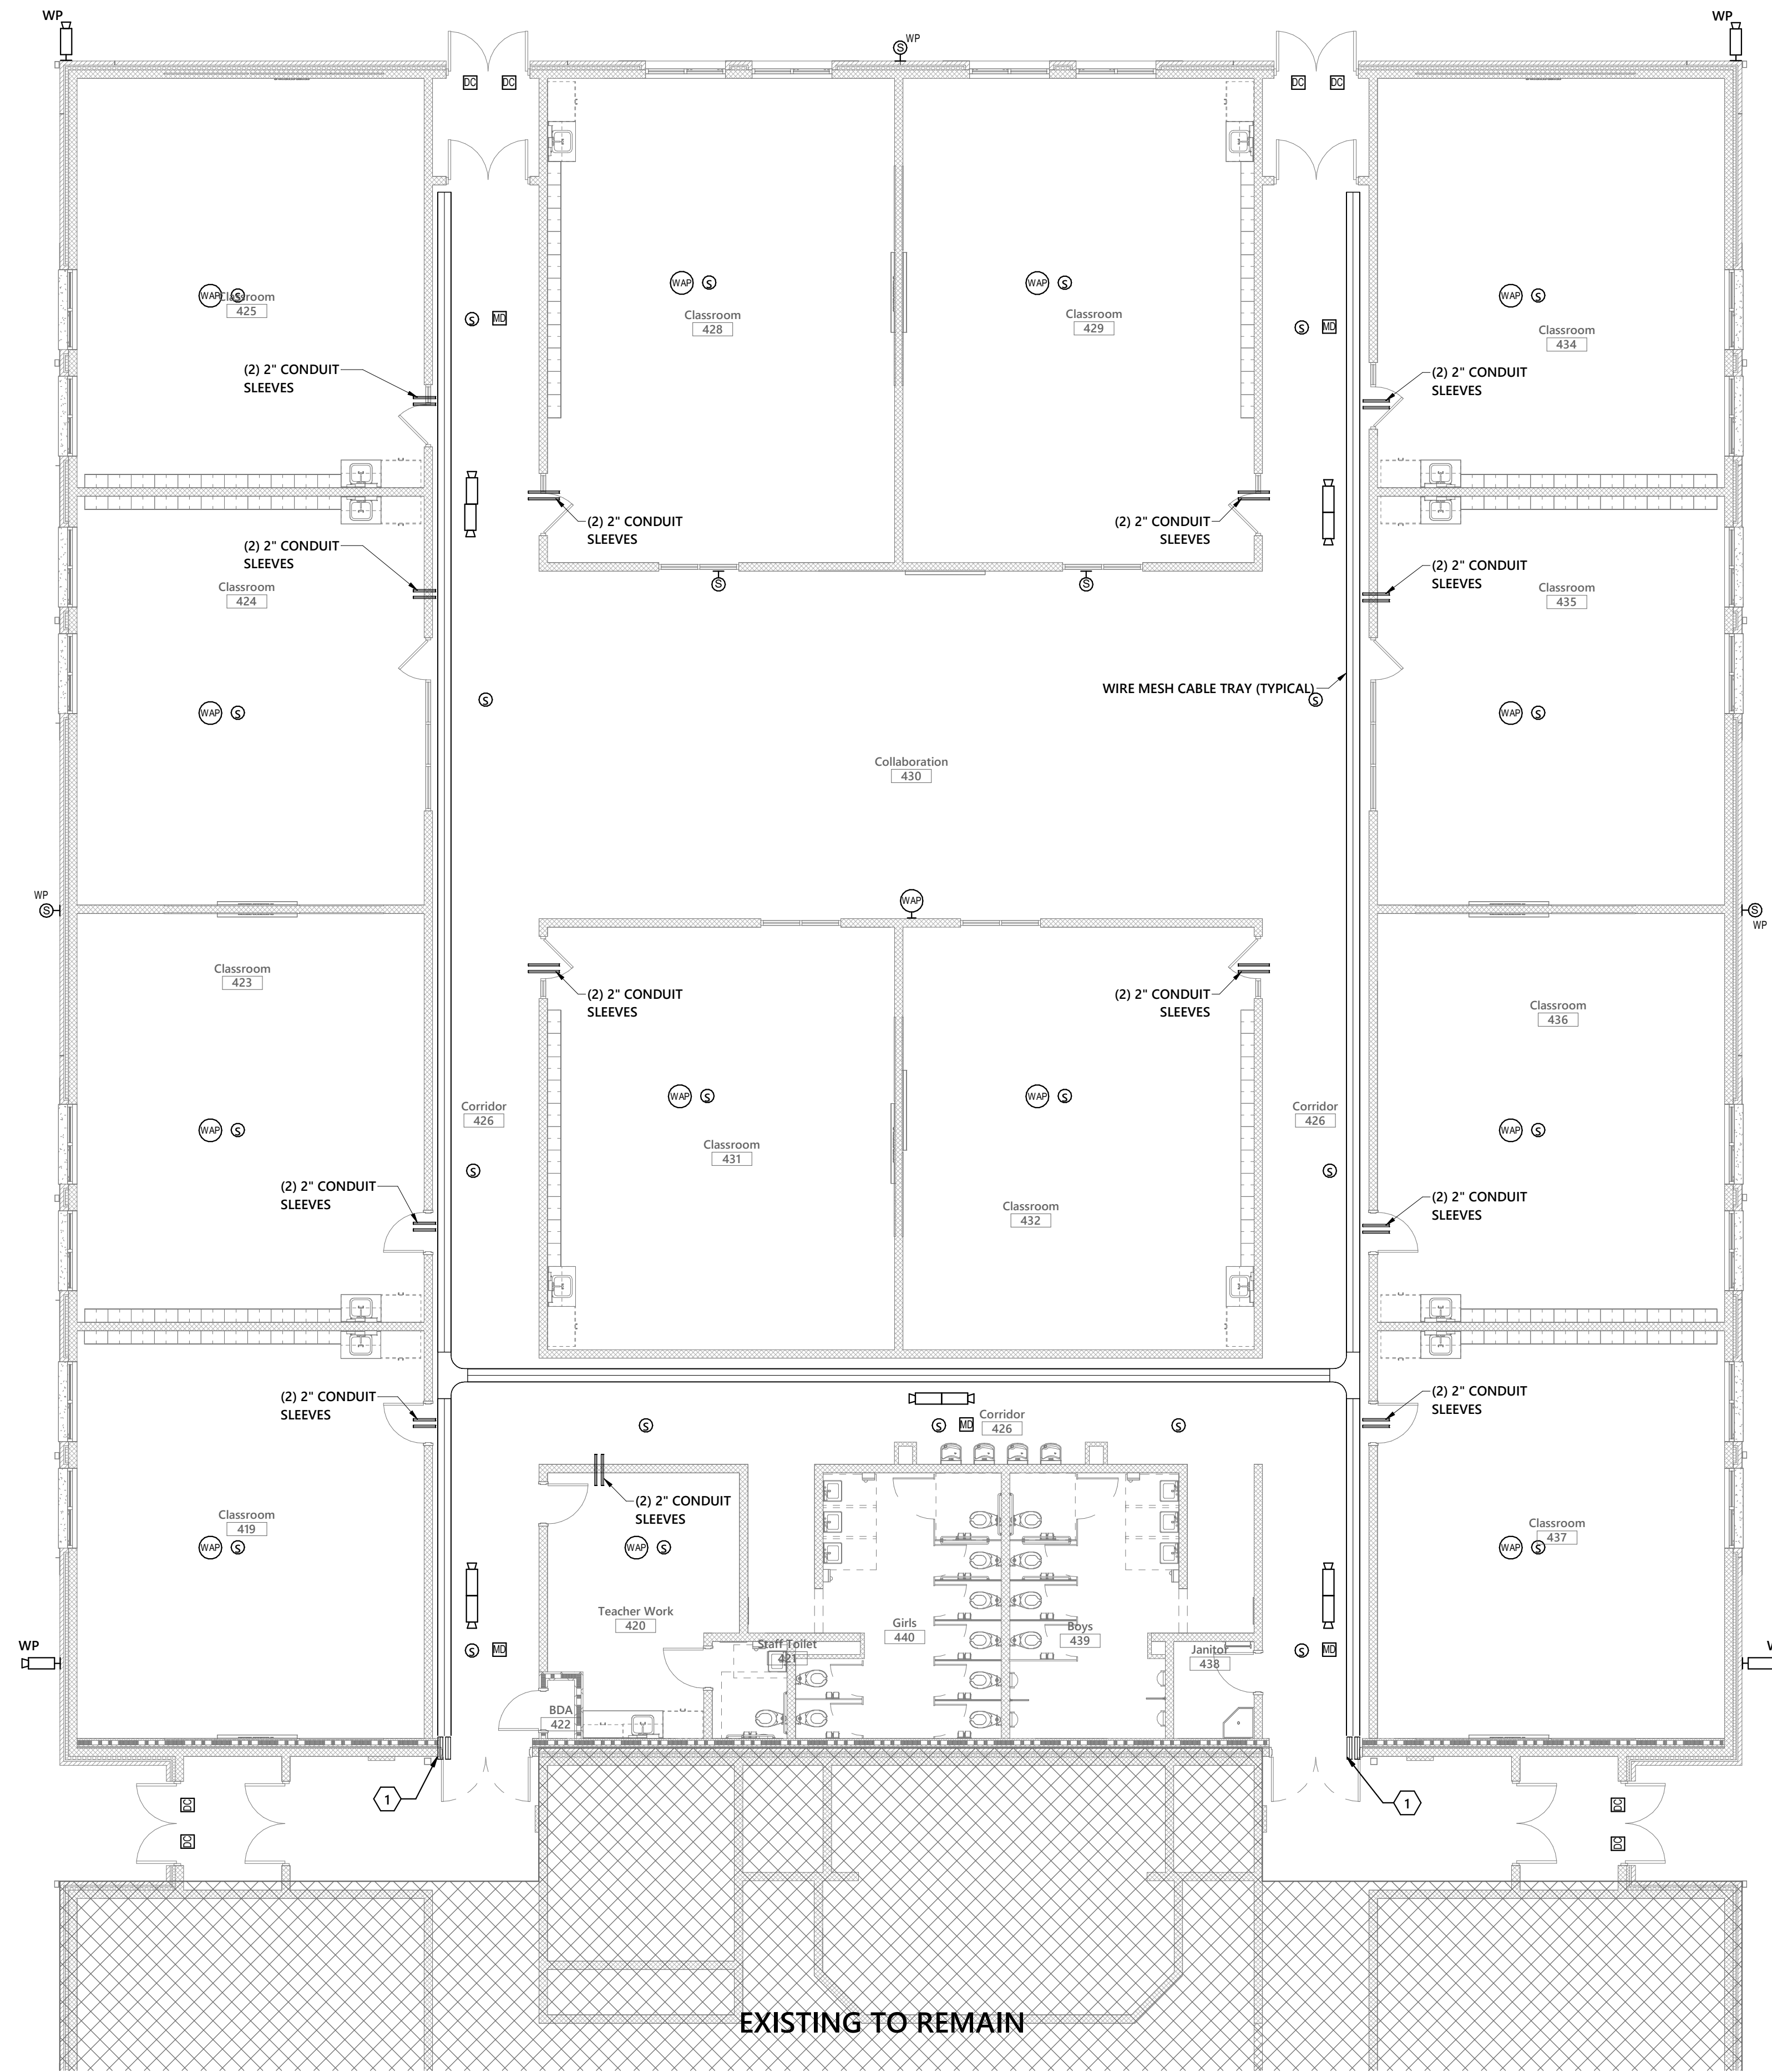 WP
WP
S WP
DC DC
DC DC
WAP S
Classroom
425
WAP S
Classroom
428
WAP S
Classroom
429
WAP S
Classroom
434
S MD
S MD
(2) 2" CONDUIT
SLEEVES
(2) 2" CONDUIT
SLEEVES
(2) 2" CONDUIT
SLEEVES
(2) 2" CONDUIT
SLEEVES
(2) 2" CONDUIT
SLEEVES
(2) 2" CONDUIT
SLEEVES
Classroom
424
Classroom
435
S
S
WAP S
S
WIRE MESH CABLE TRAY (TYPICAL)
S
WAP S
Collaboration
430
WP
S
WAP
S
WP
Classroom
423
(2) 2" CONDUIT
SLEEVES
(2) 2" CONDUIT
SLEEVES
Classroom
436
WAP S
Corridor
426
WAP S
Classroom
431
WAP S
Classroom
432
Corridor
426
WAP S
S
S
(2) 2" CONDUIT
SLEEVES
(2) 2" CONDUIT
SLEEVES
(2) 2" CONDUIT
SLEEVES
(2) 2" CONDUIT
SLEEVES
S
S MD
Corridor
426
S
(2) 2" CONDUIT
SLEEVES
Classroom
419
WAP S
WAP S
Classroom
437
WAP S
Teacher Work
420
Girls
440
Boys
439
Staff Toilet
421
Janitor
438
WP
S MD
S MD
BDA
422
1
1
DC
DC
DC
DC
EXISTING TO REMAIN